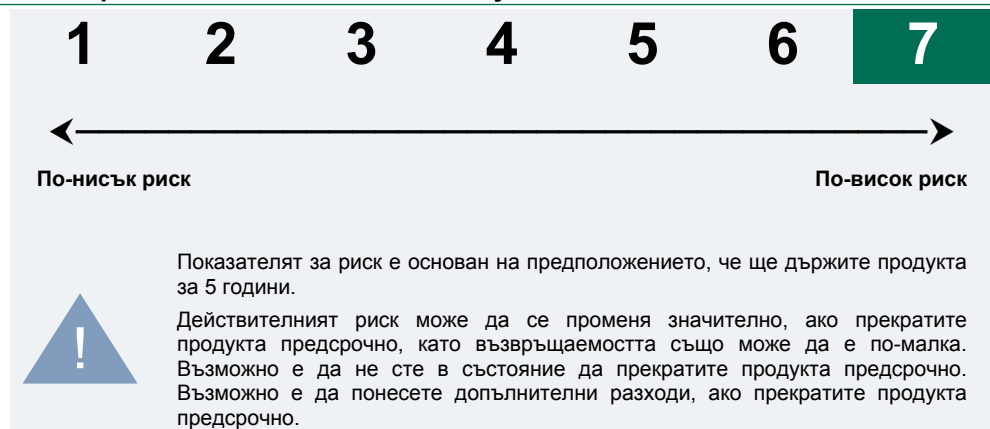 1 2 3 4 5 6 7
По-нисък риск По-висок риск
Показателят за риск е основан на предположението, че ще държите продукта
за 5 години.
Действителният риск може да се променя значително, ако прекратите
продукта предсрочно, като възвръщаемостта също може да е по-малка.
Възможно е да не сте в състояние да прекратите продукта предсрочно.
Възможно е да понесете допълнителни разходи, ако прекратите продукта
предсрочно.
!